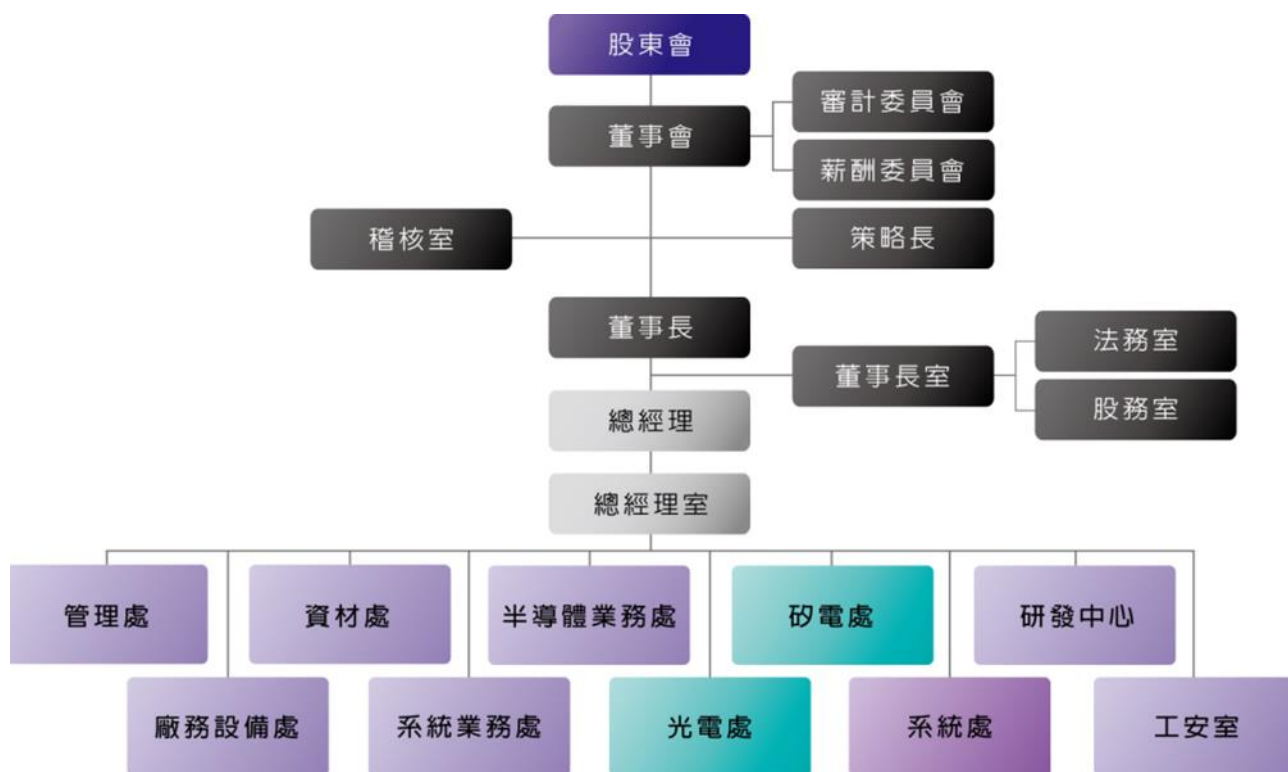 股東會
董事會
審計委員會
薪酬委員會
稽核室
策略長
董事長
董事長室
法務室
股務室
總經理
總經理室
管理處
資材處
半導體業務處
矽電處
研發中心
廠務設備處
系統業務處
光電處
系統處
工安室